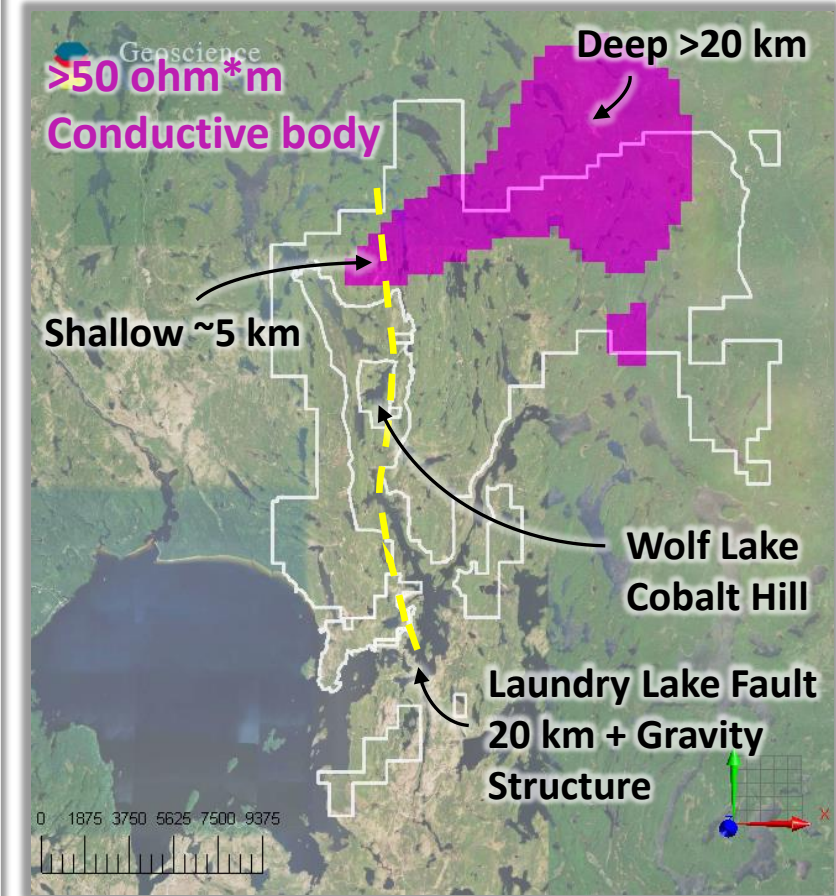 Geoscience
>50 ohm*m
Conductive body
Deep >20 km
Shallow ~5 km
Wolf Lake
Cobalt Hill
Laundry Lake Fault
20 km + Gravity
Structure
0 1875 3750 5625 7500 9375
X